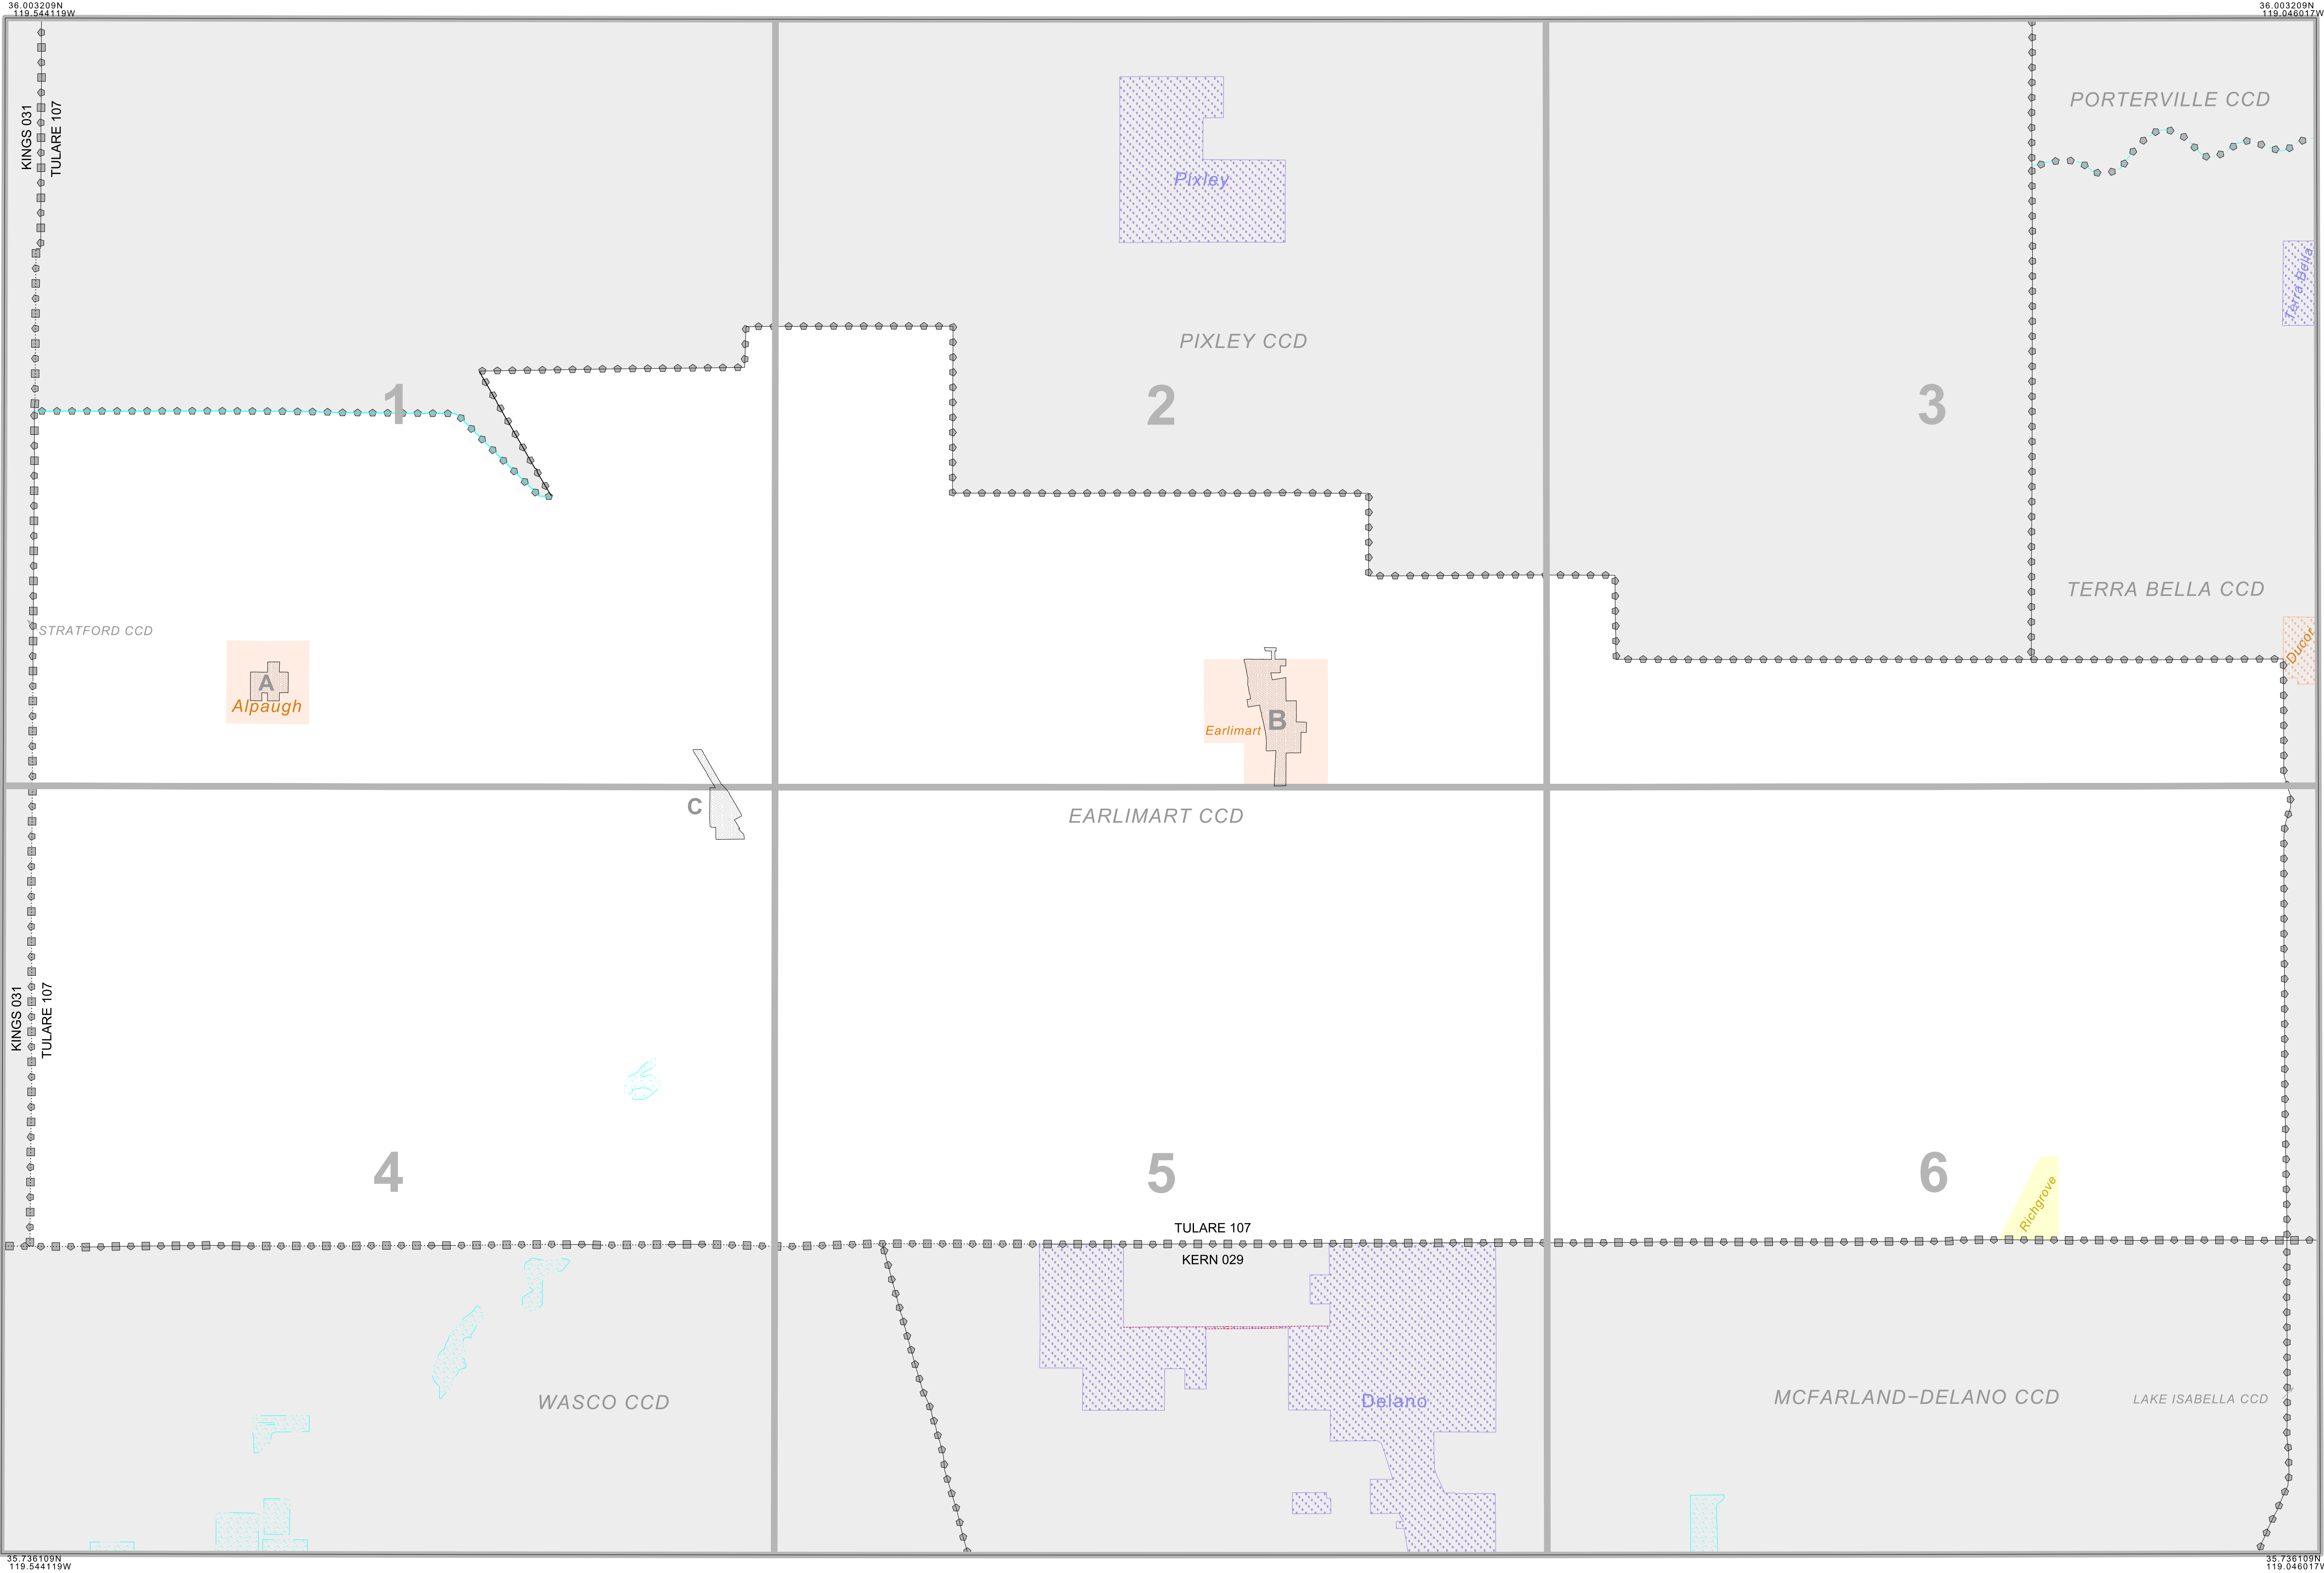 36.003209N
119.544119W
36.003209N
119.046017W
KINGS 031
TULARE 107
PORTERVILLE CCD
Pixley
Terra Bella
PIXLEY CCD
1
2
3
TERRA BELLA CCD
STRATFORD CCD
Ducor
A
Alpaugh
B
Earlimart
C
EARLIMART CCD
KINGS 031
TULARE 107
4
5
6
Richgrove
TULARE 107
KERN 029
WASCO CCD
Delano
MCFARLAND-DELANO CCD
LAKE ISABELLA CCD
35.736109N
119.544119W
35.736109N
119.046017W